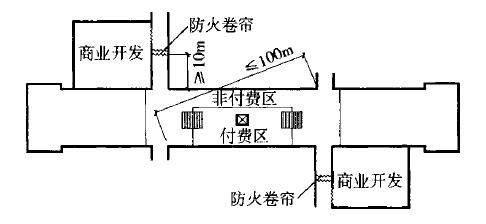 防火卷帘
商业开发
≥10m
≤100m
非付费区
付费区
防火卷帘
商业开发